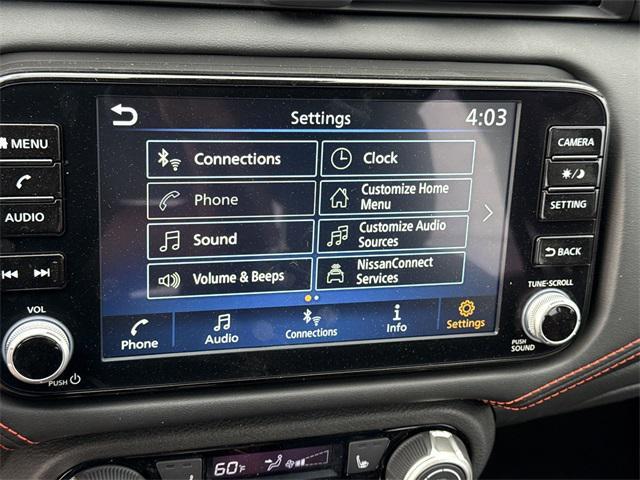 Settings
4:03
MENU
AUDIO
VOL
PUSH
Connections
Clock
Phone
Customize Home
Menu
Sound
Customize Audio
Sources
Volume & Beeps
NissanConnect
Services
Phone
Audio
Connections
Info
Settings
CAMERA
SETTING
BACK
TUNE-SCROLL
PUSH
SOUND
60°F